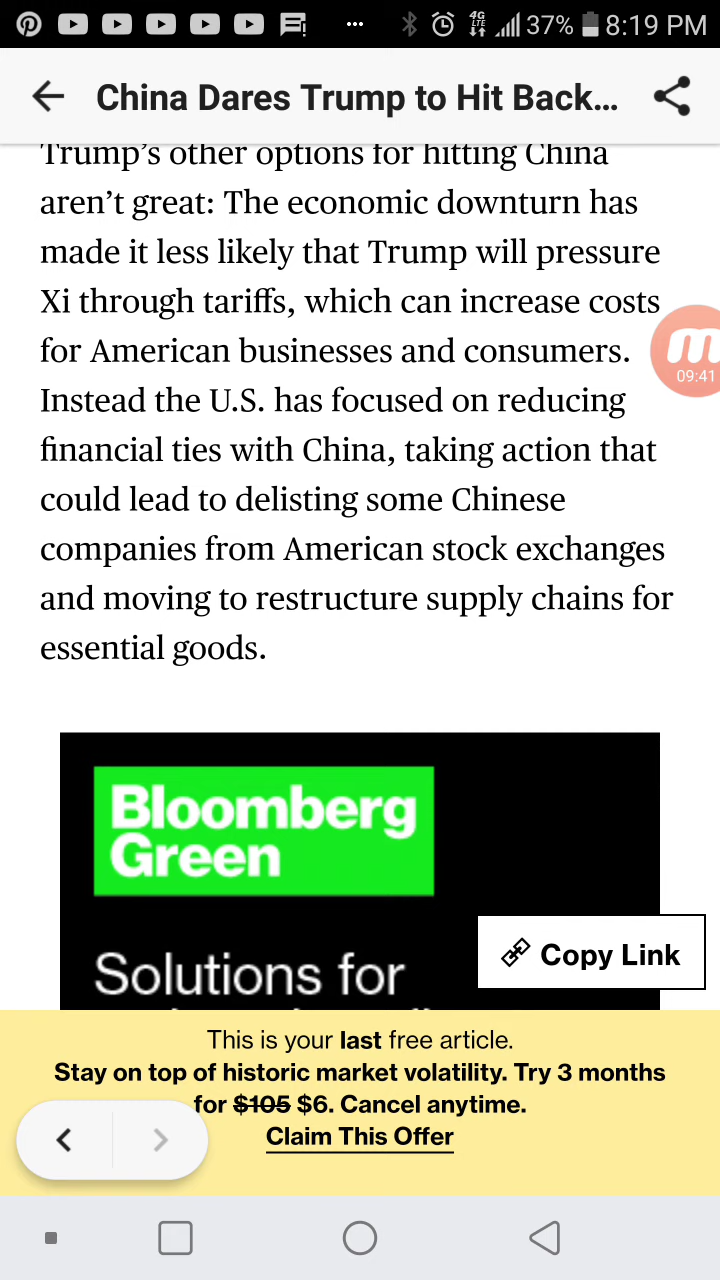 4G
LTE
37%
8:19 PM
China Dares Trump to Hit Back...
Trump’s other options for hitting China
aren’t great: The economic downturn has
made it less likely that Trump will pressure
Xi through tariffs, which can increase costs
for American businesses and consumers.
Instead the U.S. has focused on reducing
financial ties with China, taking action that
could lead to delisting some Chinese
companies from American stock exchanges
and moving to restructure supply chains for
essential goods.
m
09:41
Bloomberg
Green
Solutions for
Copy Link
This is your last free article.
Stay on top of historic market volatility. Try 3 months
for $105 $6. Cancel anytime.
Claim This Offer